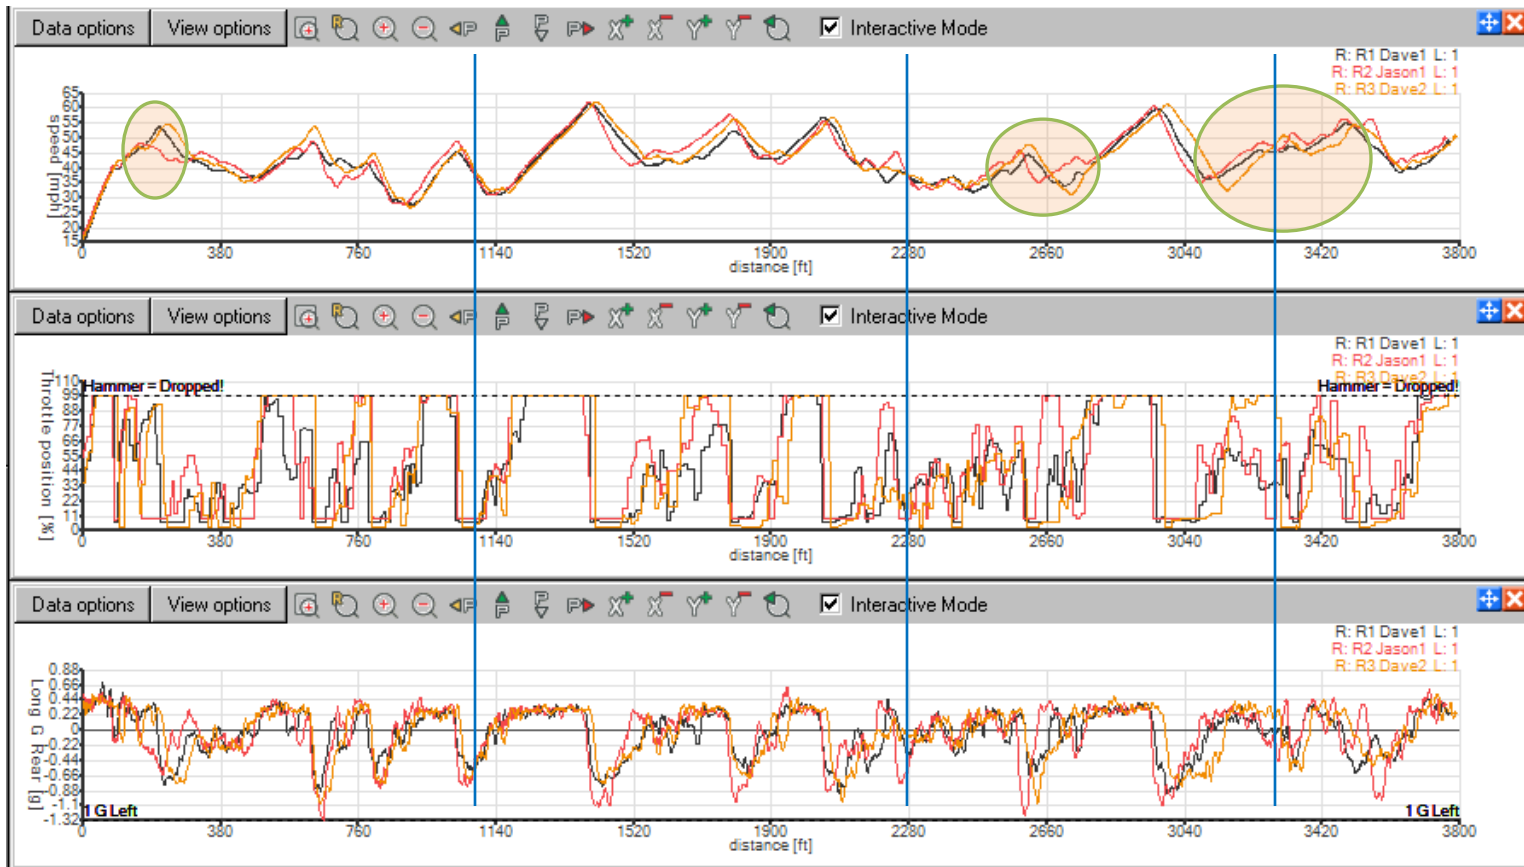 Data options View options Interactive Mode
R: R1 Dave1 L: 1
R: R2 Jason1 L: 1
R: R3 Dave2 L: 1
speed [mph]
65
60
55
50
45
40
35
30
25
20
15
0 380 760 1140 1520 1900 2280 2660 3040 3420 3800
distance [ft]
Data options View options Interactive Mode
R: R1 Dave1 L: 1
R: R2 Jason1 L: 1
R: R3 Dave2 L: 1
Throttle position [%]
Hammer = Dropped! Hammer = Dropped!
110
99
88
77
66
55
44
33
22
11
0
0 380 760 1140 1520 1900 2280 2660 3040 3420 3800
distance [ft]
Data options View options Interactive Mode
R: R1 Dave1 L: 1
R: R2 Jason1 L: 1
R: R3 Dave2 L: 1
Long G Rear [g]
0.88
0.66
0.44
0.22
0
-0.22
-0.44
-0.66
-0.88
-1.1
-1.32
1 G Left 1 G Left
0 380 760 1140 1520 1900 2280 2660 3040 3420 3800
distance [ft]